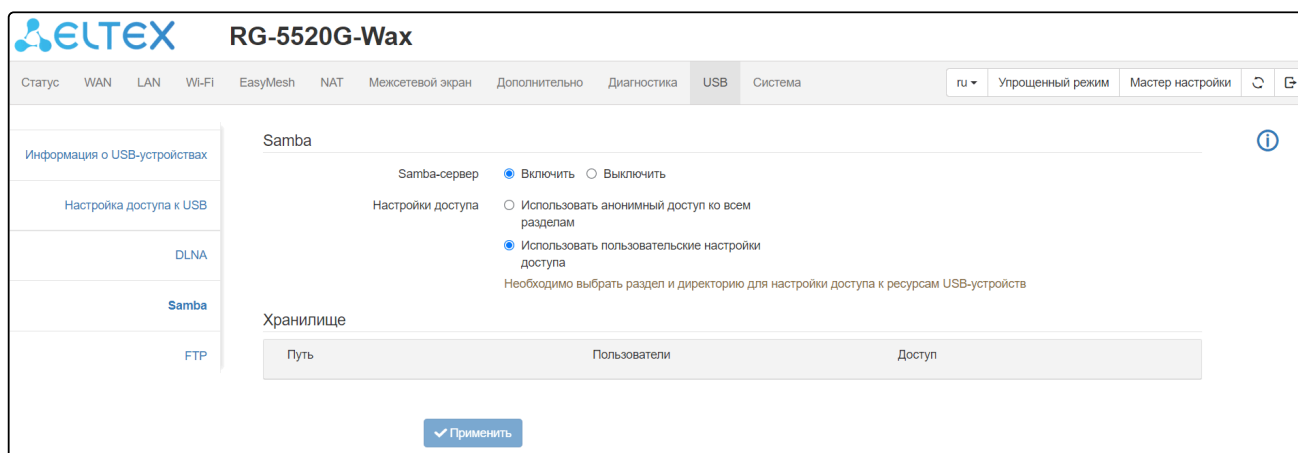 ELTEX RG-5520G-Wax
Статус WAN LAN Wi-Fi EasyMesh NAT Межсетевой экран Дополнительно Диагностика USB Система ru Упрощенный режим Мастер настройки
Информация о USB-устройствах
Настройка доступа к USB
DLNA
Samba
FTP
Samba
Samba-сервер Включить Выключить
Настройки доступа Использовать анонимный доступ ко всем
разделам
Использовать пользовательские настройки
доступа
Необходимо выбрать раздел и директорию для настройки доступа к ресурсам USB-устройств
Хранилище
Путь Пользователи Доступ
Применить